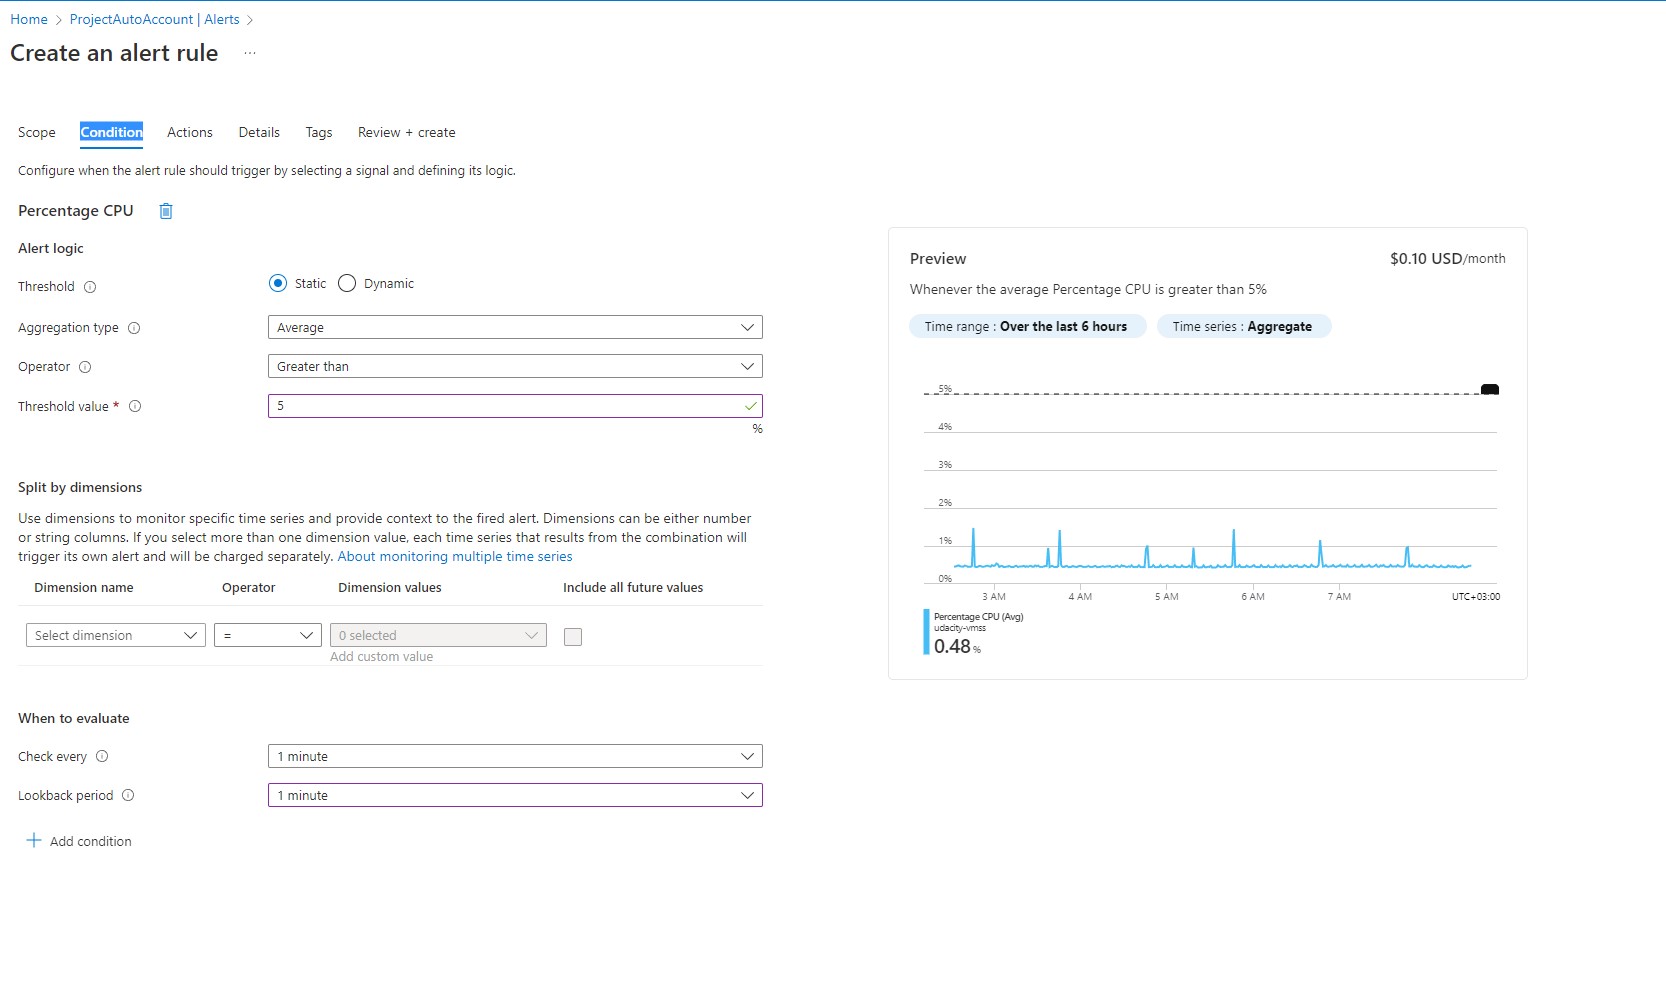 Home > ProjectAutoAccount | Alerts >
Create an alert rule ...
Scope Condition Actions Details Tags Review + create
Configure when the alert rule should trigger by selecting a signal and defining its logic.
Percentage CPU
Alert logic
Threshold Static Dynamic
Aggregation type Average
Operator Greater than
Threshold value * 5
%
Split by dimensions
Use dimensions to monitor specific time series and provide context to the fired alert. Dimensions can be either number
or string columns. If you select more than one dimension value, each time series that results from the combination will
trigger its own alert and will be charged separately. About monitoring multiple time series
Dimension name Operator Dimension values Include all future values
Select dimension = 0 selected
Add custom value
When to evaluate
Check every 1 minute
Lookback period 1 minute
+ Add condition
Preview $0.10 USD/month
Whenever the average Percentage CPU is greater than 5%
Time range : Over the last 6 hours Time series : Aggregate
5%
4%
3%
2%
1%
0%
3 AM 4 AM 5 AM 6 AM 7 AM UTC+03:00
Percentage CPU (Avg)
udacity-vmss
0.48 %